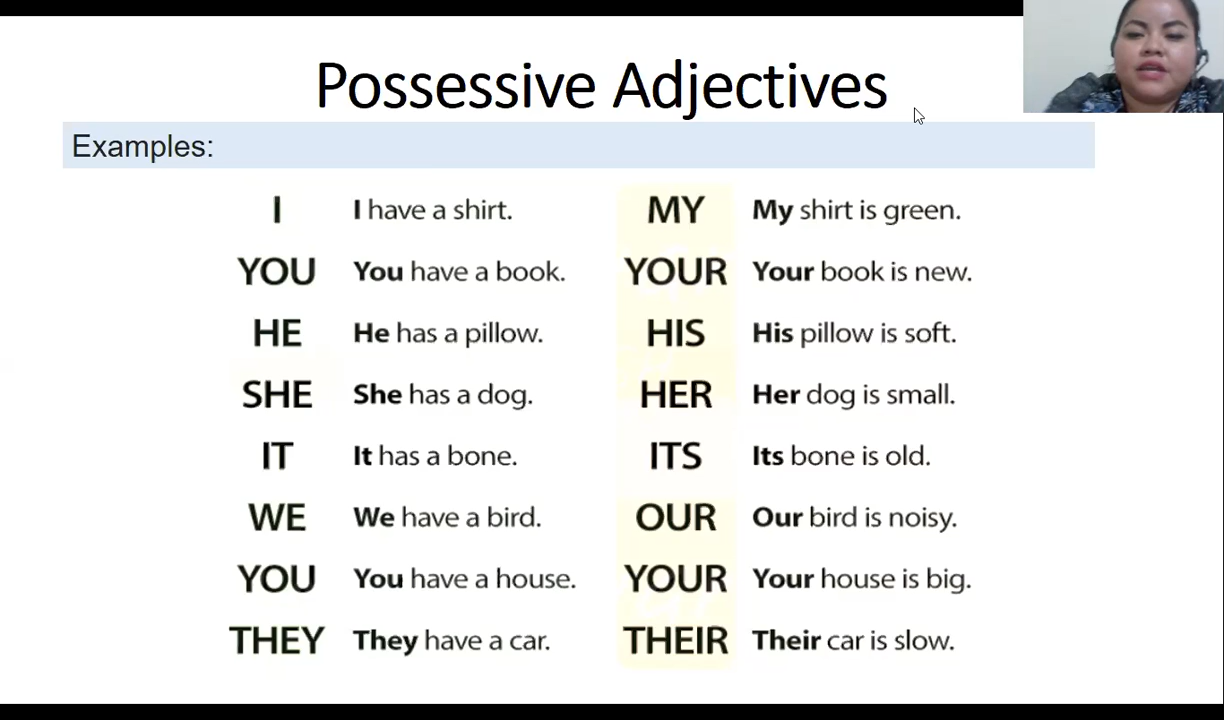 Possessive Adjectives
Examples:
I I have a shirt. MY My shirt is green.
YOU You have a book. YOUR Your book is new.
HE He has a pillow. HIS His pillow is soft.
SHE She has a dog. HER Her dog is small.
IT It has a bone. ITS Its bone is old.
WE We have a bird. OUR Our bird is noisy.
YOU You have a house. YOUR Your house is big.
THEY They have a car. THEIR Their car is slow.